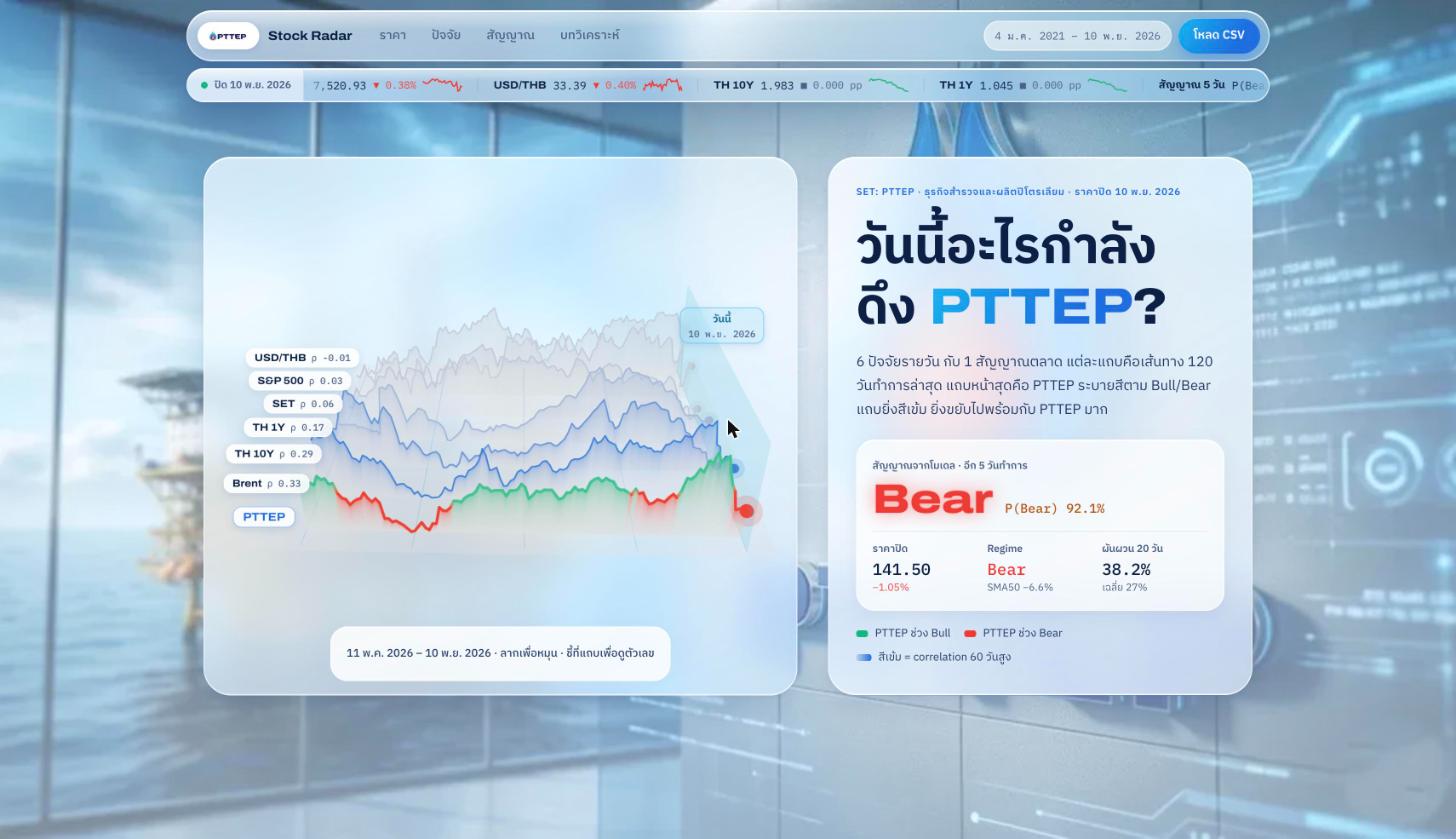 PTTEP
Stock Radar
ราคา
ปัจจัย
สัญญาณ
บทวิเคราะห์
4 ม.ค. 2021 – 10 พ.ย. 2026
โหลด CSV
ปิด 10 พ.ย. 2026
7,520.93 ▼ 0.38%
USD/THB 33.39 ▼ 0.40%
TH 10Y 1.983 ■ 0.000 pp
TH 1Y 1.045 ■ 0.000 pp
สัญญาณ 5 วัน P(Bea
วันนี้
10 พ.ย. 2026
USD/THB ρ -0.01
S&P 500 ρ 0.03
SET ρ 0.06
TH 1Y ρ 0.17
TH 10Y ρ 0.29
Brent ρ 0.33
PTTEP
11 พ.ค. 2026 – 10 พ.ย. 2026 · ลากเพื่อหมุน · ชี้ที่แถบเพื่อดูตัวเลข
SET: PTTEP · ธุรกิจสำรวจและผลิตปิโตรเลียม · ราคาปิด 10 พ.ย. 2026
วันนี้อะไรกำลัง
ดึง PTTEP?
6 ปัจจัยรายวัน กับ 1 สัญญาณตลาด แต่ละแถบคือเส้นทาง 120
วันทำการล่าสุด แถบหน้าสุดคือ PTTEP ระบายสีตาม Bull/Bear
แถบยิ่งสีเข้ม ยิ่งขยับไปพร้อมกับ PTTEP มาก
สัญญาณจากโมเดล · อีก 5 วันทำการ
Bear P(Bear) 92.1%
ราคาปิด
141.50
−1.05%
Regime
Bear
SMA50 −6.6%
ผันผวน 20 วัน
38.2%
เฉลี่ย 27%
PTTEP ช่วง Bull
PTTEP ช่วง Bear
สีเข้ม = correlation 60 วันสูง